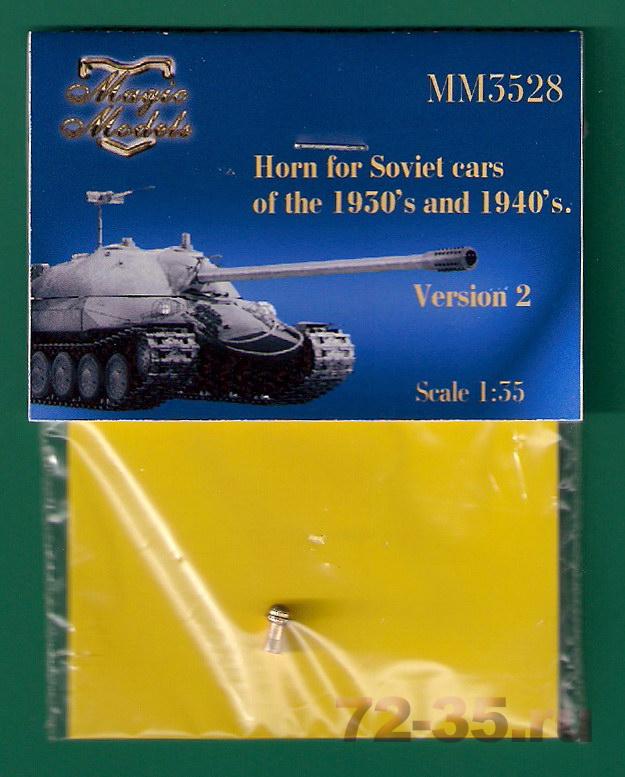 Magic
Models
MM3528
Horn for Soviet cars
of the 1930's and 1940's.
Version 2
Scale 1:35
72-35.ru